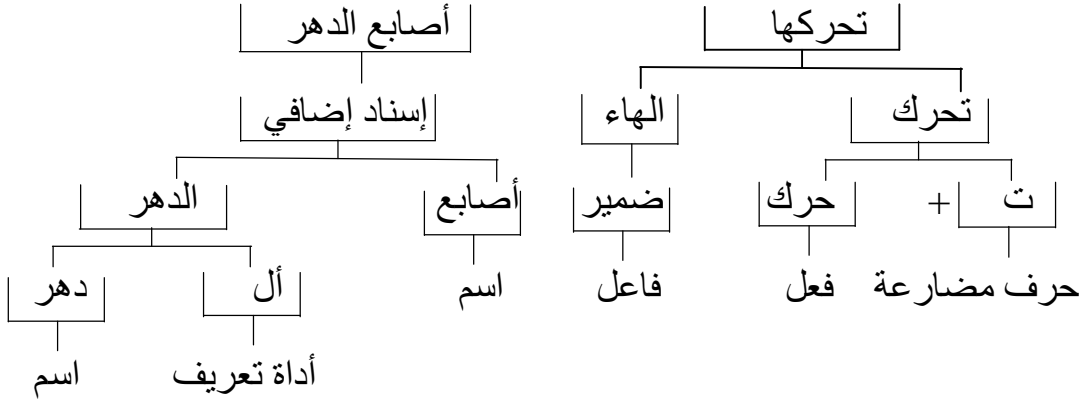 تحركها أصابع الدهر
تحرك الهاء إسناد إضافي
ت + حرك ضمير أصابع الدهر
حرف مضارعة فعل فاعل اسم أل دهر
أداة تعريف اسم